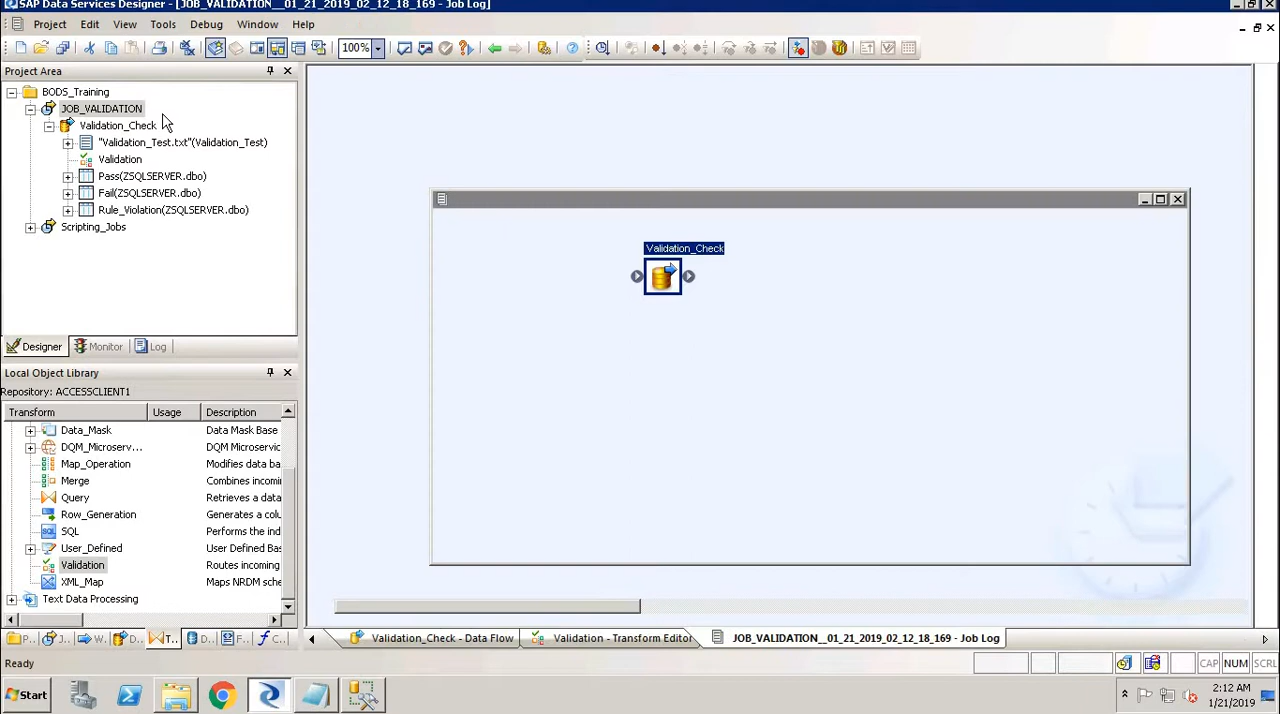 SAP Data Services Designer - [JOB_VALIDATION__01_21_2019_02_12_18_169 - Job Log]
Project Edit View Tools Debug Window Help
100%
Project Area
BODS_Training
JOB_VALIDATION
Validation_Check
"Validation_Test.txt"(Validation_Test)
Validation
Pass(ZSQLSERVER.dbo)
Fail(ZSQLSERVER.dbo)
Rule_Violation(ZSQLSERVER.dbo)
Scripting_Jobs
Validation_Check
Designer Monitor Log
Local Object Library
Repository: ACCESSCLIENT1
Transform Usage Description
Data_Mask Data Mask Base
DQM_Microserv... DQM Microservic
Map_Operation Modifies data ba
Merge Combines incomi
Query Retrieves a data
Row_Generation Generates a colu
SQL Performs the ind
User_Defined User Defined Bas
Validation Routes incoming
XML_Map Maps NRDM sche
Text Data Processing
P.. J.. W.. D.. T.. D.. F.. C..
Validation_Check - Data Flow Validation - Transform Editor JOB_VALIDATION__01_21_2019_02_12_18_169 - Job Log
Ready CAP NUM SCRL
Start 2:12 AM
1/21/2019